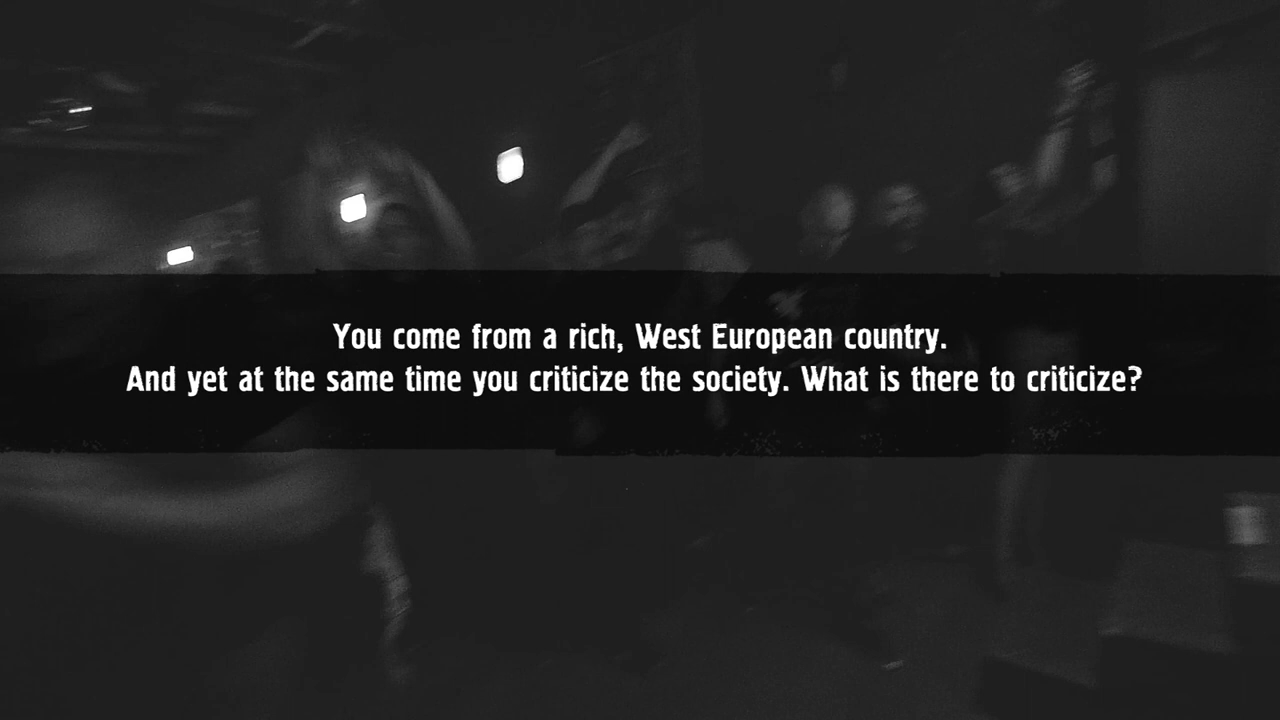 You come from a rich, West European country.
And yet at the same time you criticize the society. What is there to criticize?